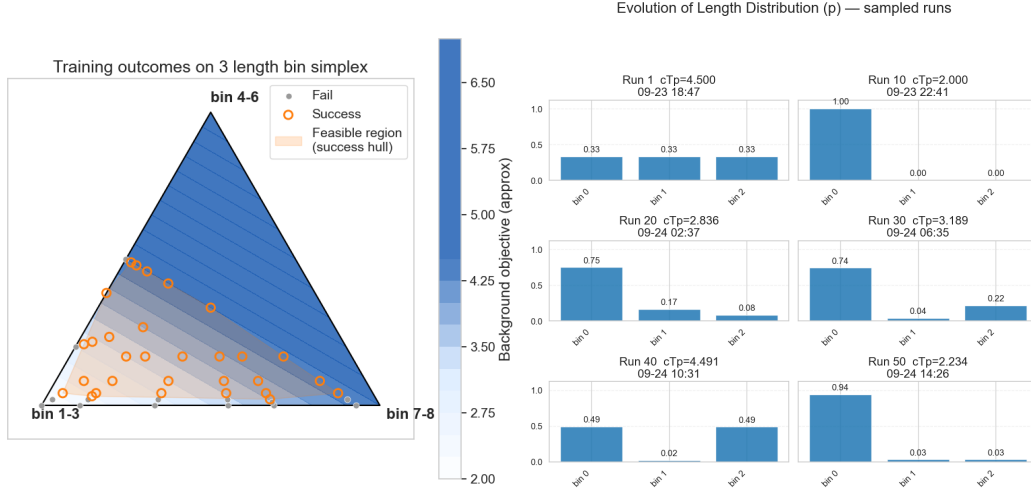 Training outcomes on 3 length bin simplex
bin 4-6
Fail
Success
Feasible region
(success hull)
bin 1-3
bin 7-8
6.50
5.75
5.00
4.25
3.50
2.75
2.00
Background objective (approx)
Evolution of Length Distribution (p) — sampled runs
Run 1 cTp=4.500
09-23 18:47
1.0
0.5
0.0
0.33
0.33
0.33
bin 0
bin 1
bin 2
Run 10 cTp=2.000
09-23 22:41
1.00
0.00
0.00
bin 0
bin 1
bin 2
Run 20 cTp=2.836
09-24 02:37
1.0
0.5
0.0
0.75
0.17
0.08
bin 0
bin 1
bin 2
Run 30 cTp=3.189
09-24 06:35
0.74
0.04
0.22
bin 0
bin 1
bin 2
Run 40 cTp=4.491
09-24 10:31
1.0
0.5
0.0
0.49
0.02
0.49
bin 0
bin 1
bin 2
Run 50 cTp=2.234
09-24 14:26
0.94
0.03
0.03
bin 0
bin 1
bin 2